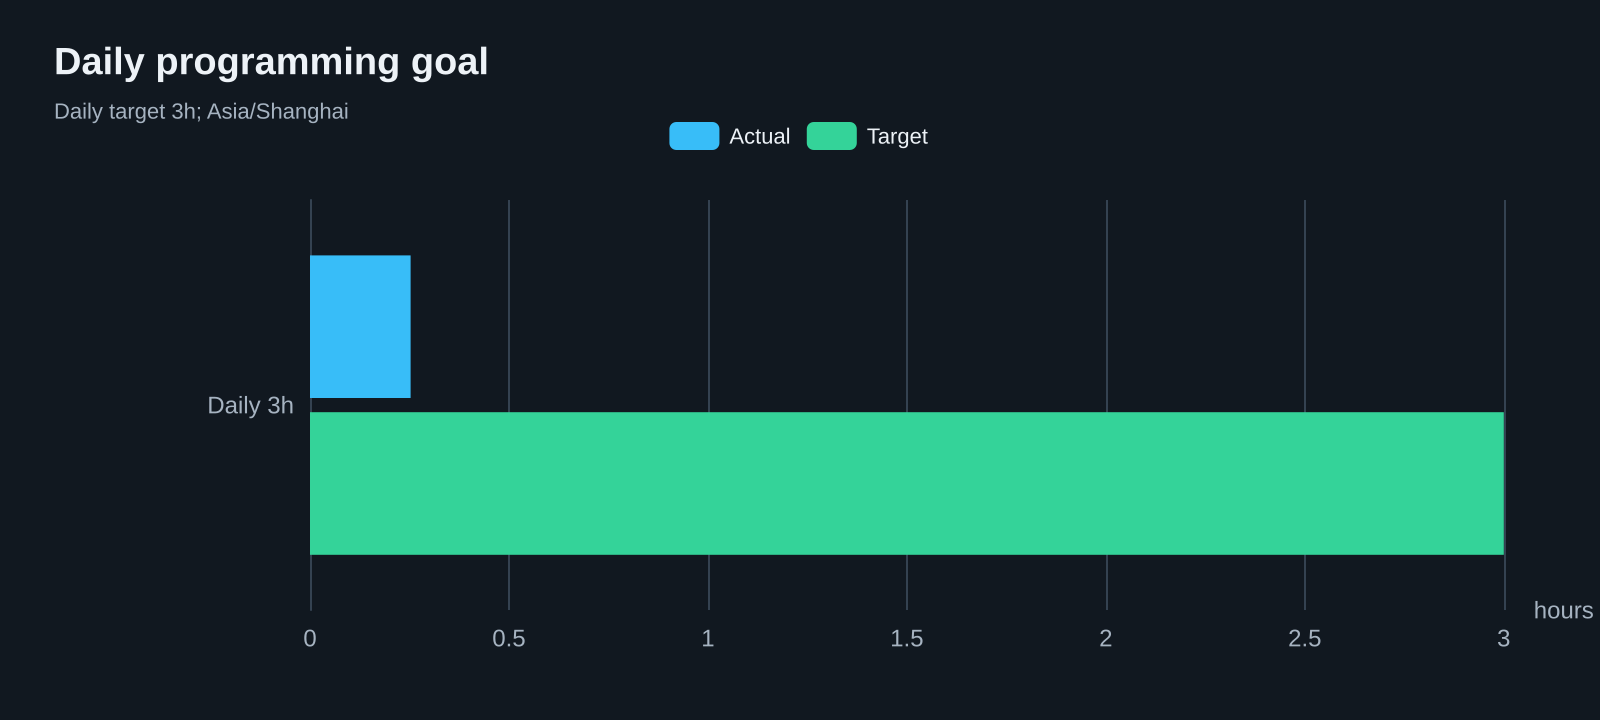 Daily programming goal
Daily target 3h; Asia/Shanghai
Actual Target
Daily 3h
hours
0 0.5 1 1.5 2 2.5 3